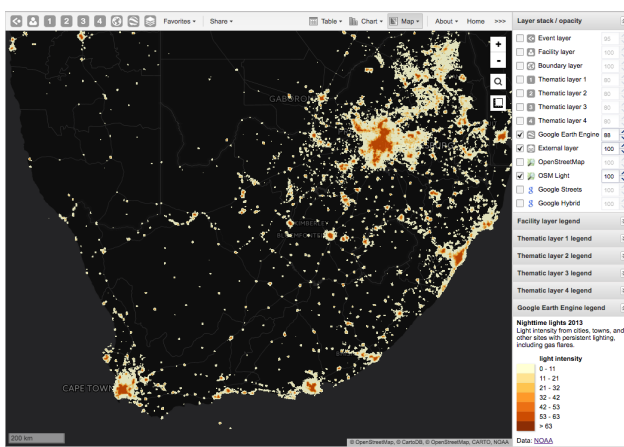 1 2 3 4 Favorites Share Table Chart Map About Home >>>
Layer stack / opacity
Event layer 95
Facility layer 100
Boundary layer 100
Thematic layer 1 80
Thematic layer 2 80
Thematic layer 3 80
Thematic layer 4 80
Google Earth Engine 88
External layer 100
OpenStreetMap 100
OSM Light 100
Google Streets 100
Google Hybrid 100
Facility layer legend
Thematic layer 1 legend
Thematic layer 2 legend
Thematic layer 3 legend
Thematic layer 4 legend
Google Earth Engine legend
Nighttime lights 2013
Light intensity from cities, towns, and
other sites with persistent lighting,
including gas flares.
light intensity
0 - 11
11 - 21
21 - 32
32 - 42
42 - 53
53 - 63
> 63
Data: NOAA
+
-
KIMBERLEY
CAPE TOWN
200 km
© OpenStreetMap, © CartoDB, © OpenStreetMap, CARTO, NOAA